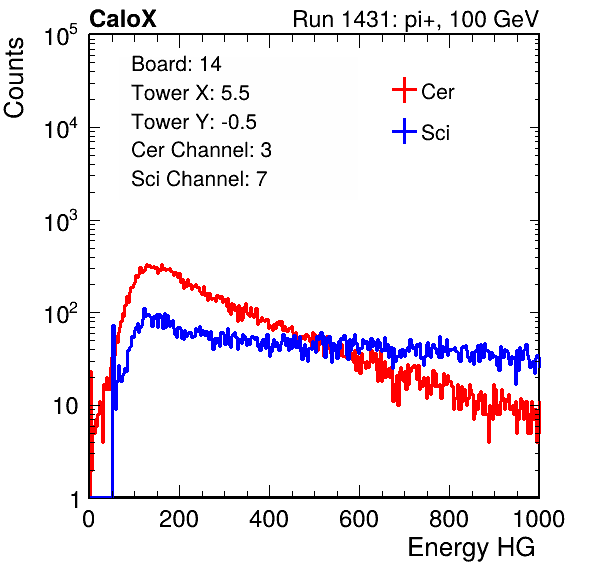 CaloX Run 1431: pi+, 100 GeV
Counts
10^5
10^4
10^3
10^2
10
1
Board: 14
Tower X: 5.5
Tower Y: -0.5
Cer Channel: 3
Sci Channel: 7
Cer
Sci
0 200 400 600 800 1000
Energy HG